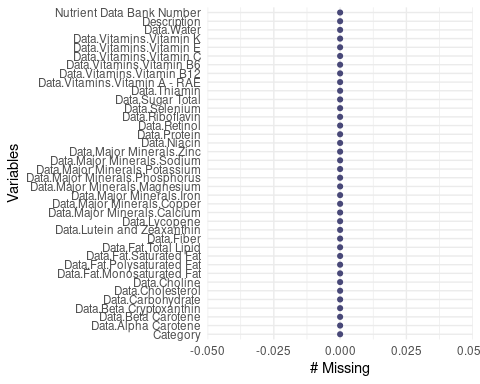 Nutrient Data Bank Number
Description
Data.Water
Data.Vitamins.Vitamin K
Data.Vitamins.Vitamin E
Data.Vitamins.Vitamin C
Data.Vitamins.Vitamin B6
Data.Vitamins.Vitamin B12
Data.Vitamins.Vitamin A - RAE
Data.Thiamin
Data.Sugar Total
Data.Selenium
Data.Riboflavin
Data.Retinol
Data.Protein
Data.Niacin
Data.Major Minerals.Zinc
Data.Major Minerals.Sodium
Data.Major Minerals.Potassium
Data.Major Minerals.Phosphorus
Data.Major Minerals.Magnesium
Data.Major Minerals.Iron
Data.Major Minerals.Copper
Data.Major Minerals.Calcium
Data.Lycopene
Data.Lutein and Zeaxanthin
Data.Fiber
Data.Fat.Total Lipid
Data.Fat.Saturated Fat
Data.Fat.Polysaturated Fat
Data.Fat.Monosaturated Fat
Data.Choline
Data.Cholesterol
Data.Carbohydrate
Data.Beta Cryptoxanthin
Data.Beta Carotene
Data.Alpha Carotene
Category
Variables
-0.050 -0.025 0.000 0.025 0.05
# Missing